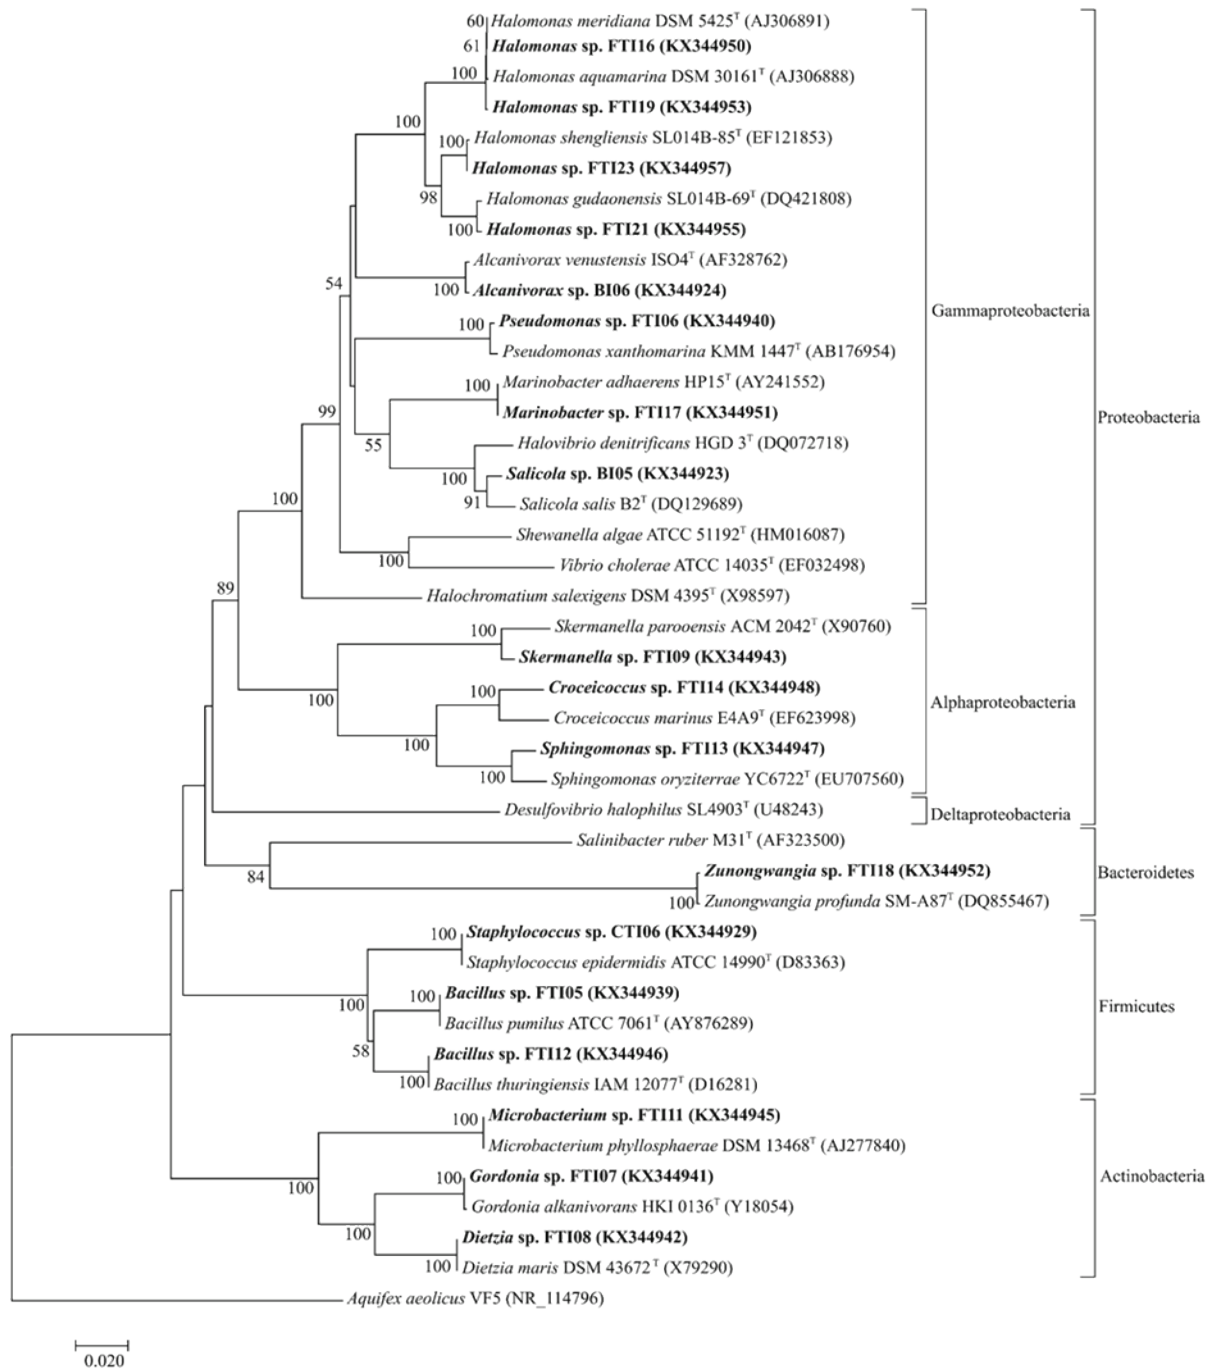 60 Halomonas meridiana DSM 5425T (AJ306891)
61 Halomonas sp. FTI16 (KX344950)
100 Halomonas aquamarina DSM 30161T (AJ306888)
Halomonas sp. FTI19 (KX344953)
100
Halomonas shengliensis SL014B-85T (EF121853)
100
Halomonas sp. FTI23 (KX344957)
98
Halomonas gudaonensis SL014B-69T (DQ421808)
100 Halomonas sp. FTI21 (KX344955)
Alcanivorax venustensis ISO4T (AF328762)
54
100 Alcanivorax sp. BI06 (KX344924)
Gammaproteobacteria
100 Pseudomonas sp. FTI06 (KX344940)
Pseudomonas xanthomarina KMM 1447T (AB176954)
100 Marinobacter adhaerens HP15T (AY241552)
99
Marinobacter sp. FTI17 (KX344951)
Proteobacteria
55
Halovibrio denitrificans HGD 3T (DQ072718)
100
Salicola sp. BI05 (KX344923)
100
91 Salicola salis B2T (DQ129689)
Shewanella algae ATCC 51192T (HM016087)
100
Vibrio cholerae ATCC 14035T (EF032498)
89
Halochromatium salexigens DSM 4395T (X98597)
100 Skermanella parooensis ACM 2042T (X90760)
Skermanella sp. FTI09 (KX344943)
100
100 Croceicoccus sp. FTI14 (KX344948)
Alphaproteobacteria
Croceicoccus marinus E4A9T (EF623998)
100
Sphingomonas sp. FTI13 (KX344947)
100 Sphingomonas oryziterrae YC6722T (EU707560)
Desulfovibrio halophilus SL4903T (U48243)
Deltaproteobacteria
Salinibacter ruber M31T (AF323500)
84
Zunongwangia sp. FTI18 (KX344952)
Bacteroidetes
100 Zunongwangia profunda SM-A87T (DQ855467)
100 Staphylococcus sp. CTI06 (KX344929)
Staphylococcus epidermidis ATCC 14990T (D83363)
100 Bacillus sp. FTI05 (KX344939)
100
Firmicutes
Bacillus pumilus ATCC 7061T (AY876289)
58
Bacillus sp. FTI12 (KX344946)
100 Bacillus thuringiensis IAM 12077T (D16281)
100 Microbacterium sp. FTI11 (KX344945)
Microbacterium phyllosphaerae DSM 13468T (AJ277840)
100 Gordonia sp. FTI07 (KX344941)
Actinobacteria
100
Gordonia alkanivorans HKI 0136T (Y18054)
100
Dietzia sp. FTI08 (KX344942)
100 Dietzia maris DSM 43672T (X79290)
Aquifex aeolicus VF5 (NR_114796)
0.020